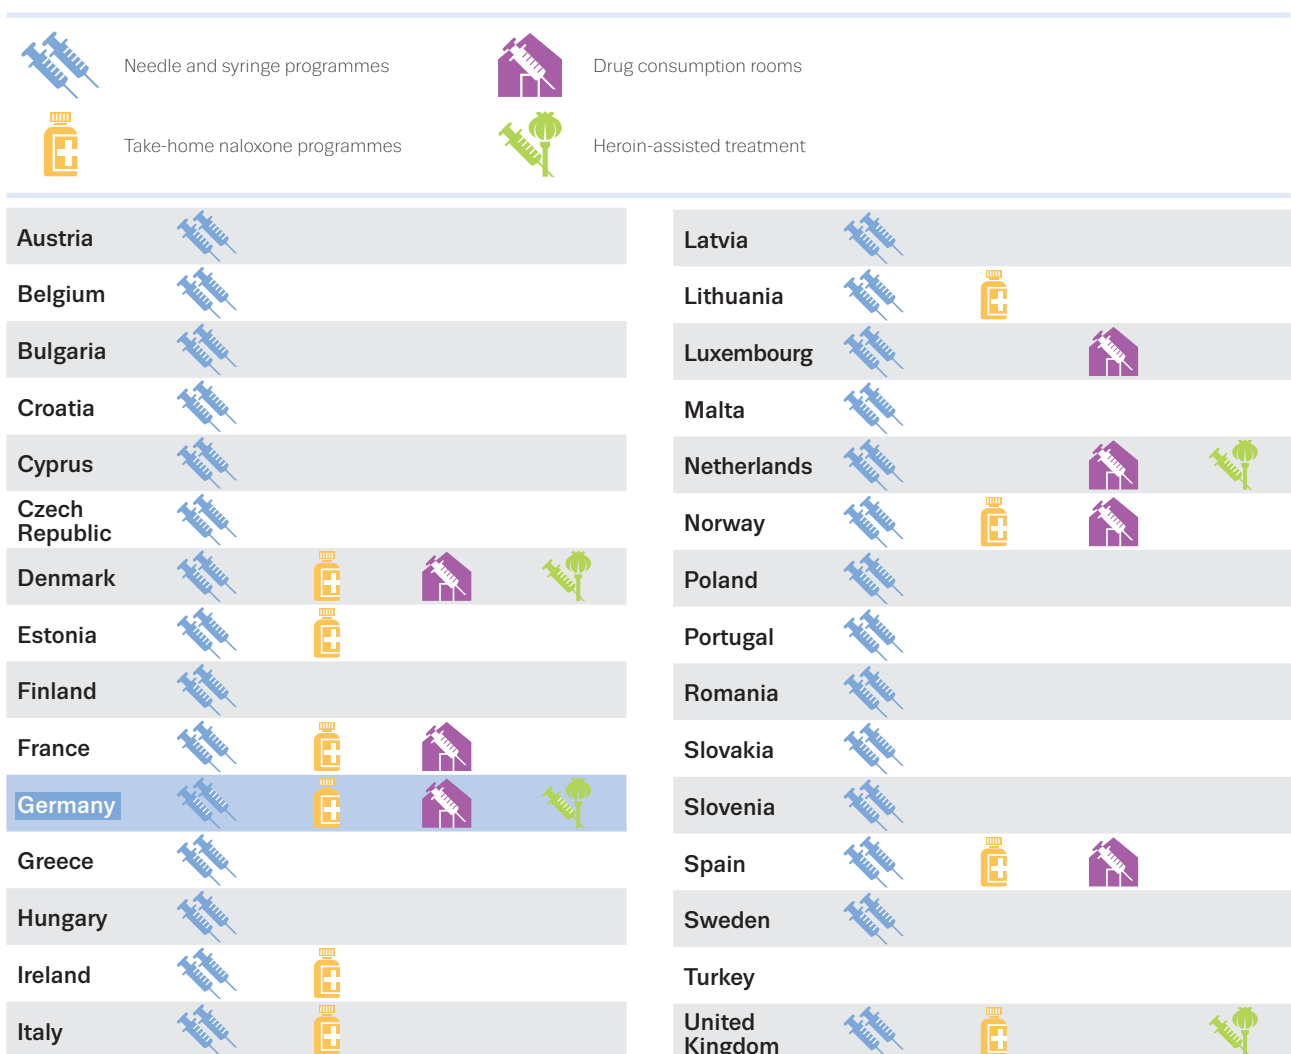 Needle and syringe programmes
Drug consumption rooms
Take-home naloxone programmes
Heroin-assisted treatment
Austria
Belgium
Bulgaria
Croatia
Cyprus
Czech
Republic
Denmark
Estonia
Finland
France
Germany
Greece
Hungary
Ireland
Italy
Latvia
Lithuania
Luxembourg
Malta
Netherlands
Norway
Poland
Portugal
Romania
Slovakia
Slovenia
Spain
Sweden
Turkey
United
Kingdom